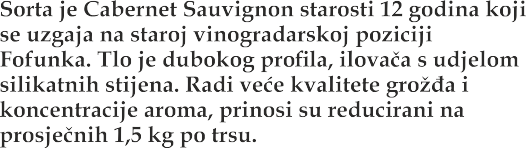 Sorta je Cabernet Sauvignon starosti 12 godina koji
se uzgaja na staroj vinogradarskoj poziciji
Fofunka. Tlo je dubokog profila, ilovača s udjelom
silikatnih stijena. Radi veće kvalitete grožđa i
koncentracije aroma, prinosi su reducirani na
prosječnih 1,5 kg po trsu.